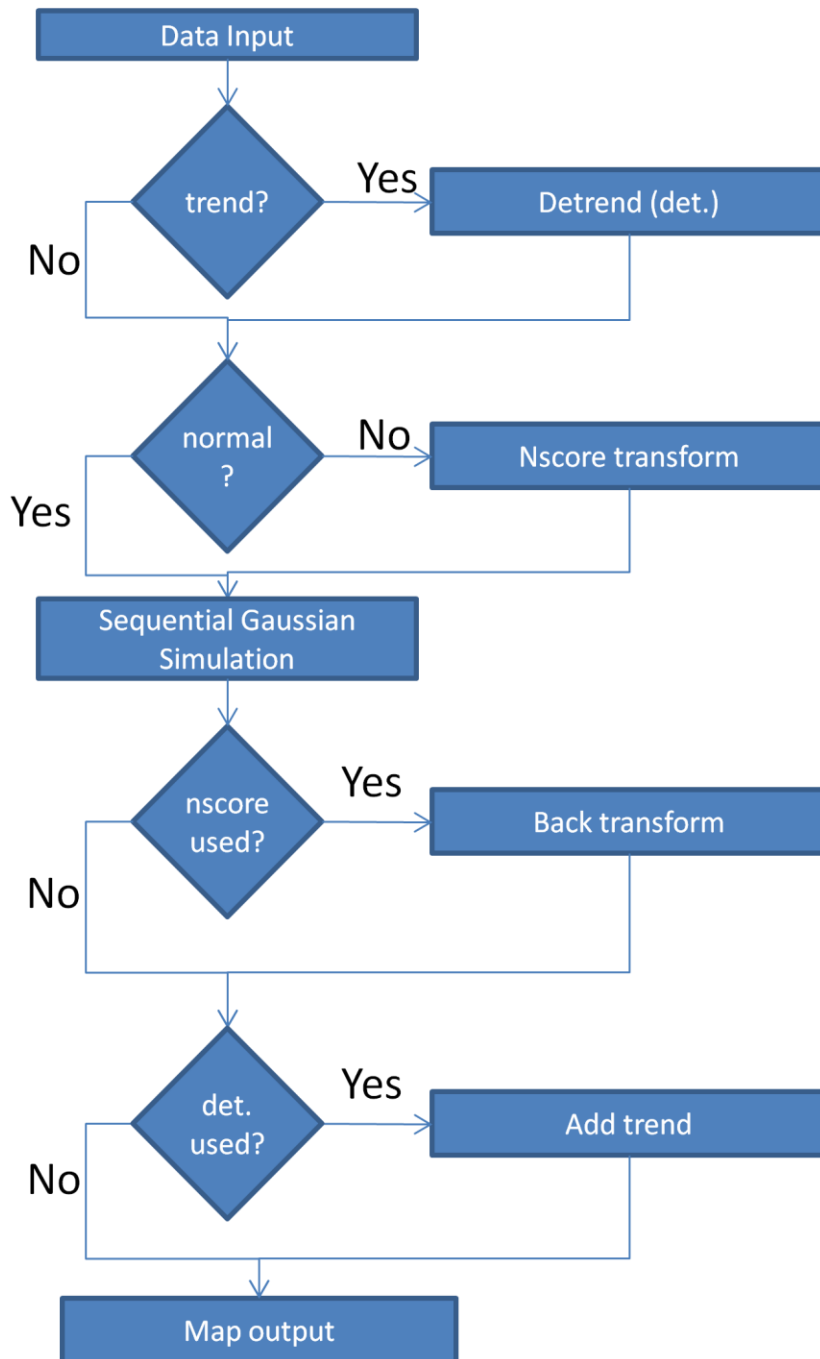 Data Input
trend?
Yes
Detrend (det.)
No
normal
?
No
Nscore transform
Yes
Sequential Gaussian
Simulation
nscore
used?
Yes
Back transform
No
det.
used?
Yes
Add trend
No
Map output